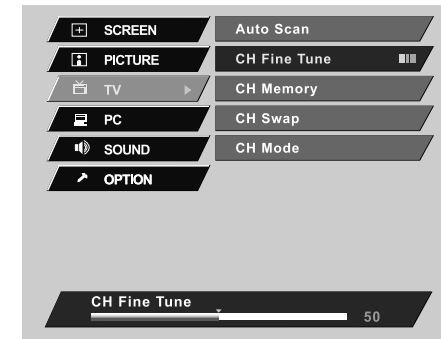 SCREEN
PICTURE
TV
PC
SOUND
OPTION
Auto Scan
CH Fine Tune
CH Memory
CH Swap
CH Mode
CH Fine Tune
50